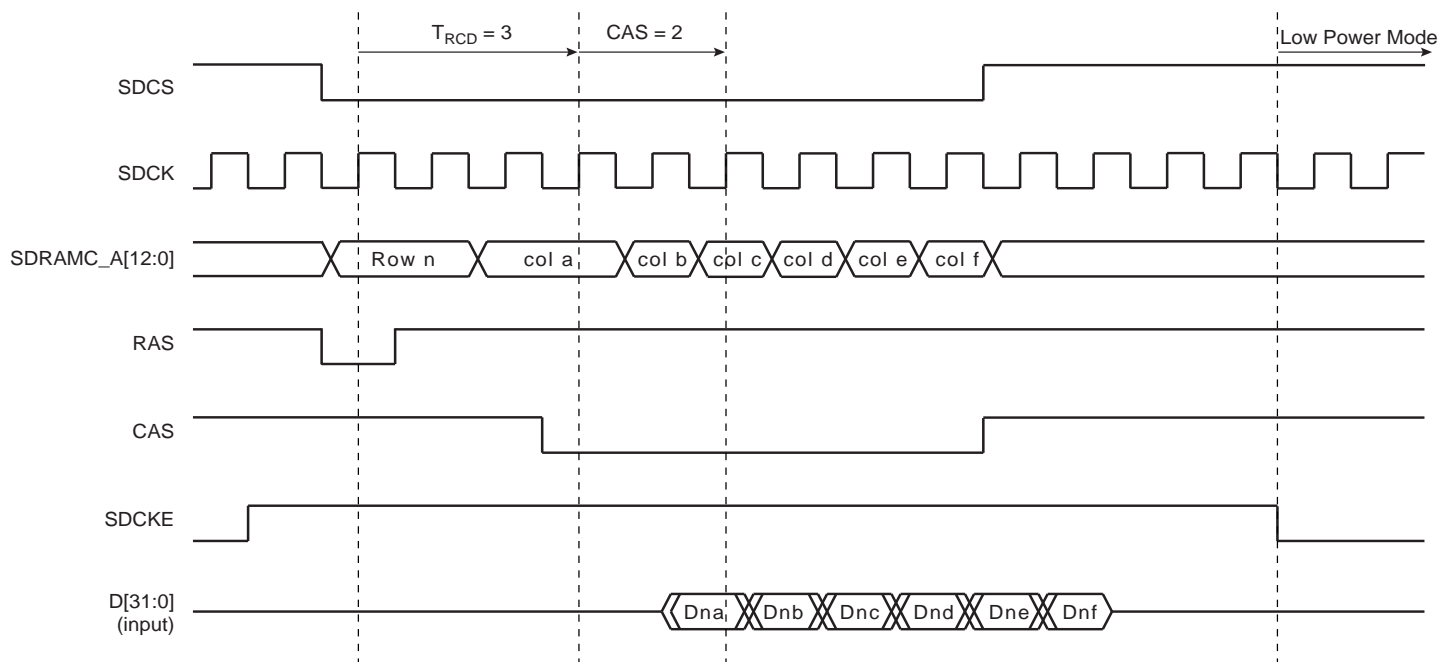 T_RCD = 3
CAS = 2
Low Power Mode
SDCS
SDCK
SDRAMC_A[12:0]
Row n
col a
col b
col c
col d
col e
col f
RAS
CAS
SDCKE
D[31:0]
(input)
Dna
Dnb
Dnc
Dnd
Dne
Dnf